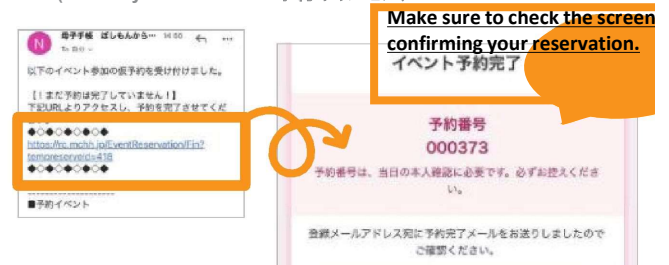 Make sure to check the screen
confirming your reservation.
N
母子手帳 ぽしもんから… 14:50
To 自分
以下のイベント参加の仮予約を受け付けました。
【！まだ予約は完了していません！】
下記URLよりアクセスし、予約を完了させてくだ
◆◇◆◇◆◇◆◇◆
https://rc.mchh.jp/EventReservation/Fin?
tempreserveid=418
◆◇◆◇◆◇◆◇◆
--------------------
■予約イベント
イベント予約完了
予約番号
000373
予約番号は、当日の本人確認に必要です。必ずお控えくださ
い。
登録メールアドレス宛に予約完了メールをお送りしましたので
ご確認ください。